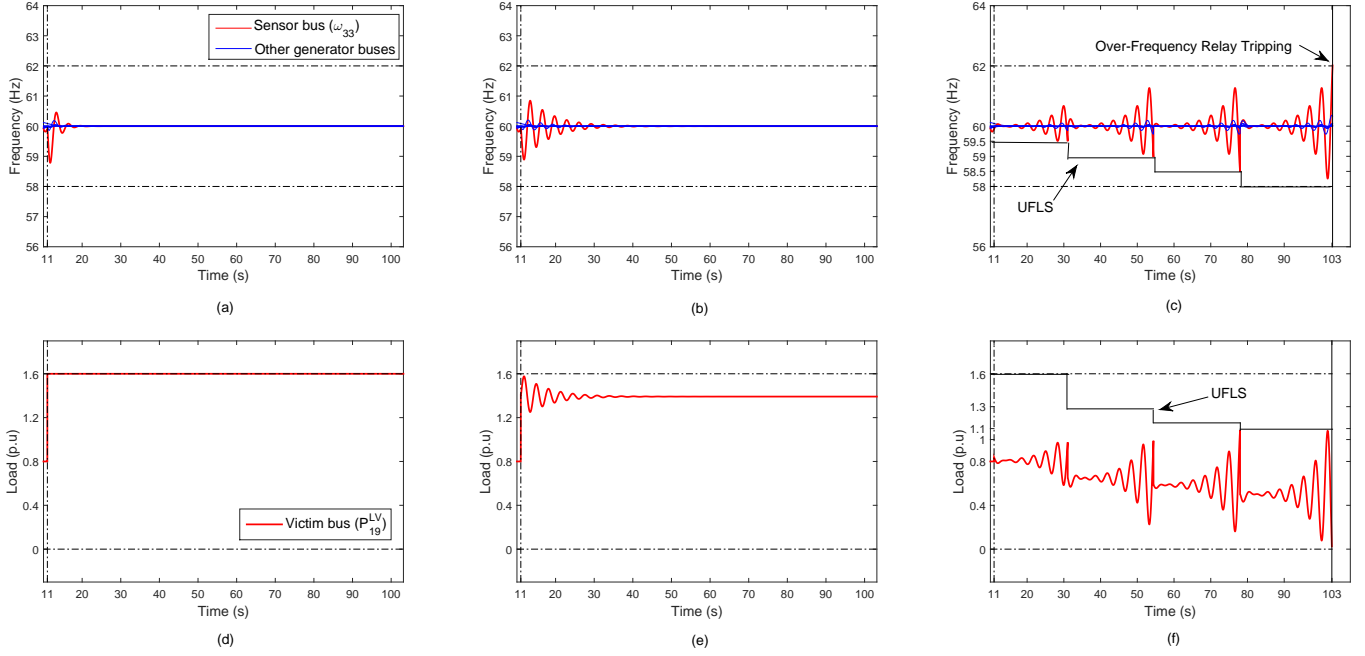 64
63
62
61
60
59
58
57
56
Frequency (Hz)
Sensor bus (ω33)
Other generator buses
11 20 30 40 50 60 70 80 90 100
Time (s)
(a)
64
63
62
61
60
59
58
57
56
Frequency (Hz)
11 20 30 40 50 60 70 80 90 100
Time (s)
(b)
64
62
60
59.5
59
58.5
58
56
Frequency (Hz)
Over-Frequency Relay Tripping
UFLS
11 20 30 40 50 60 70 80 90 103
Time (s)
(c)
1.6
1.2
0.8
0.4
0
Load (p.u)
Victim bus (P19LV)
11 20 30 40 50 60 70 80 90 100
Time (s)
(d)
1.6
1.2
0.8
0.4
0
Load (p.u)
11 20 30 40 50 60 70 80 90 100
Time (s)
(e)
1.6
1.3
1.1
1
0.8
0.4
0
Load (p.u)
UFLS
11 20 30 40 50 60 70 80 90 103
Time (s)
(f)